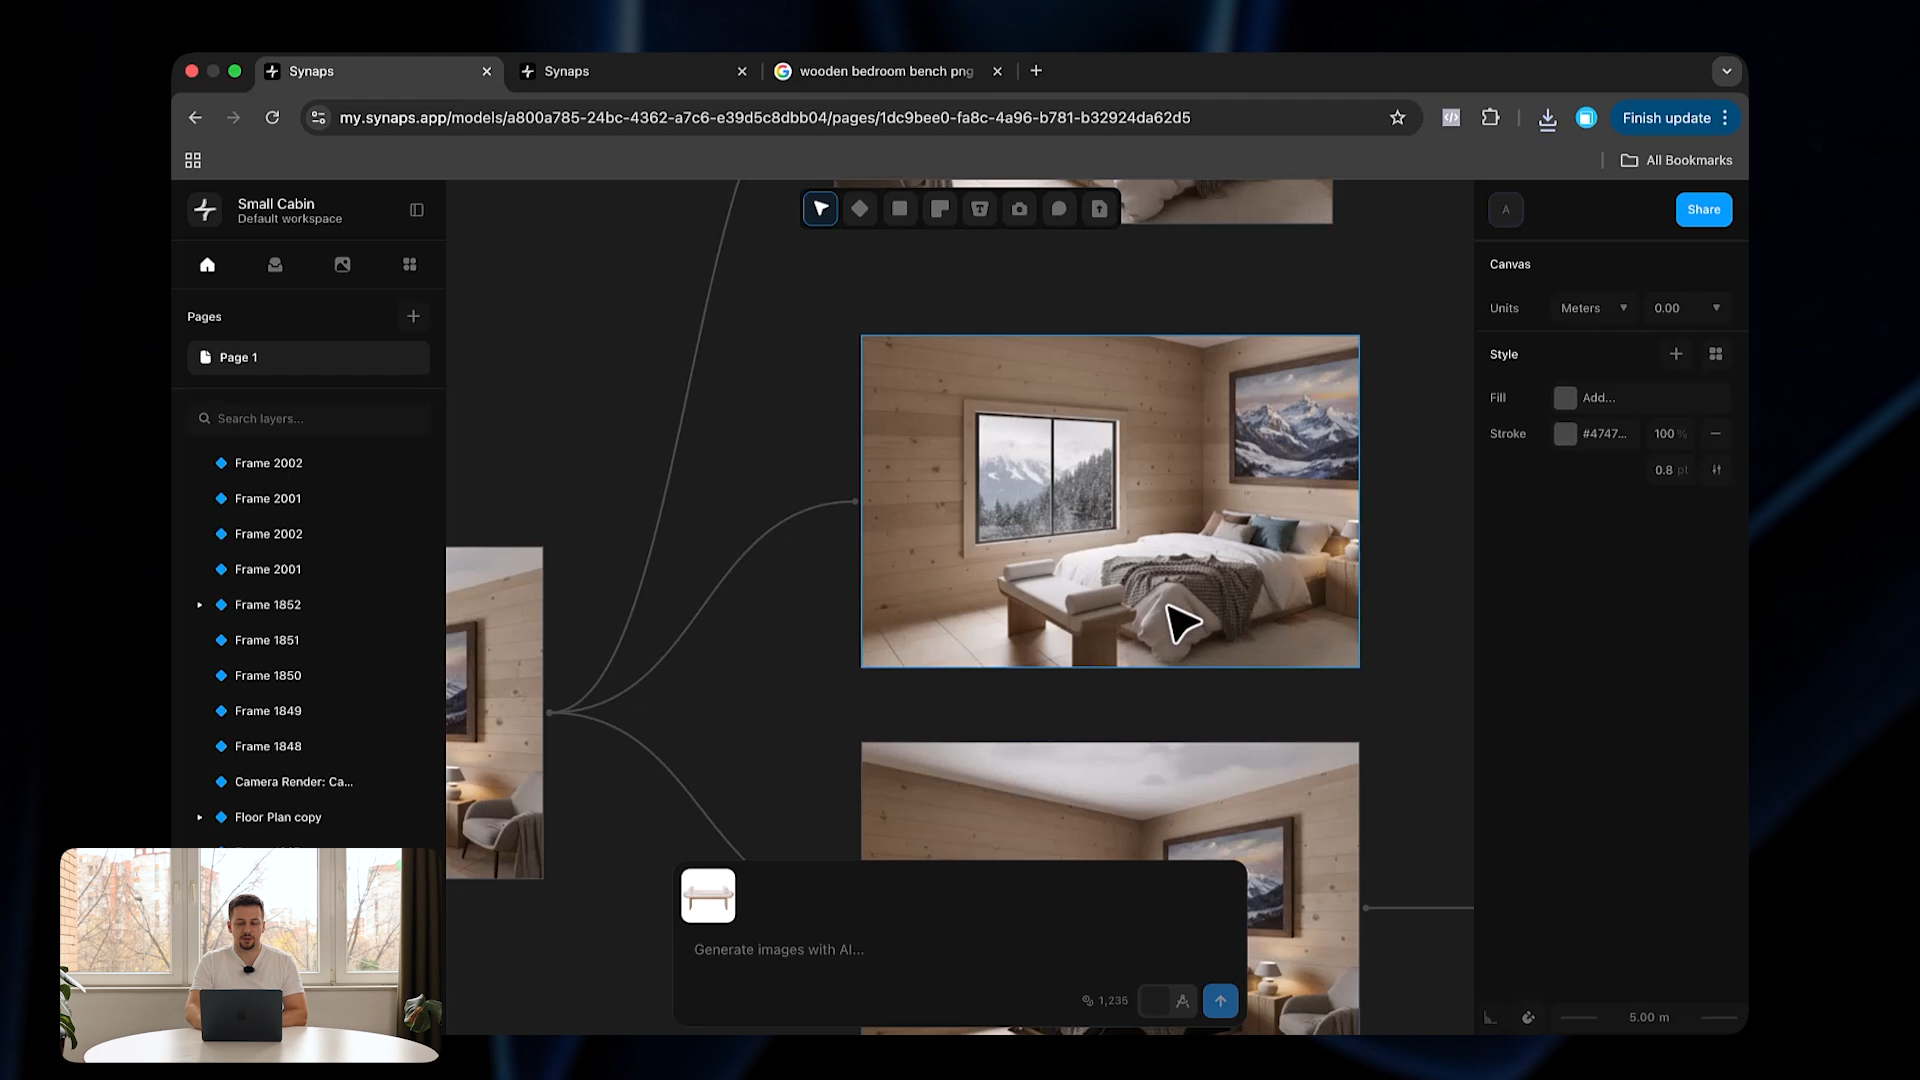 Synaps
Synaps
wooden bedroom bench png
my.synaps.app/models/a800a785-24bc-4362-a7c6-e39d5c8dbb04/pages/1dc9bee0-fa8c-4a96-b781-b32924da62d5
Finish update
All Bookmarks
Small Cabin
Default workspace
Pages
Page 1
Search layers...
Frame 2002
Frame 2001
Frame 2002
Frame 2001
Frame 1852
Frame 1851
Frame 1850
Frame 1849
Frame 1848
Camera Render: Ca...
Floor Plan copy
Generate images with AI...
1,235
A
Share
Canvas
Units
Meters
0.00
Style
Fill
Add...
Stroke
#4747...
100 %
0.8 pt
5.00 m